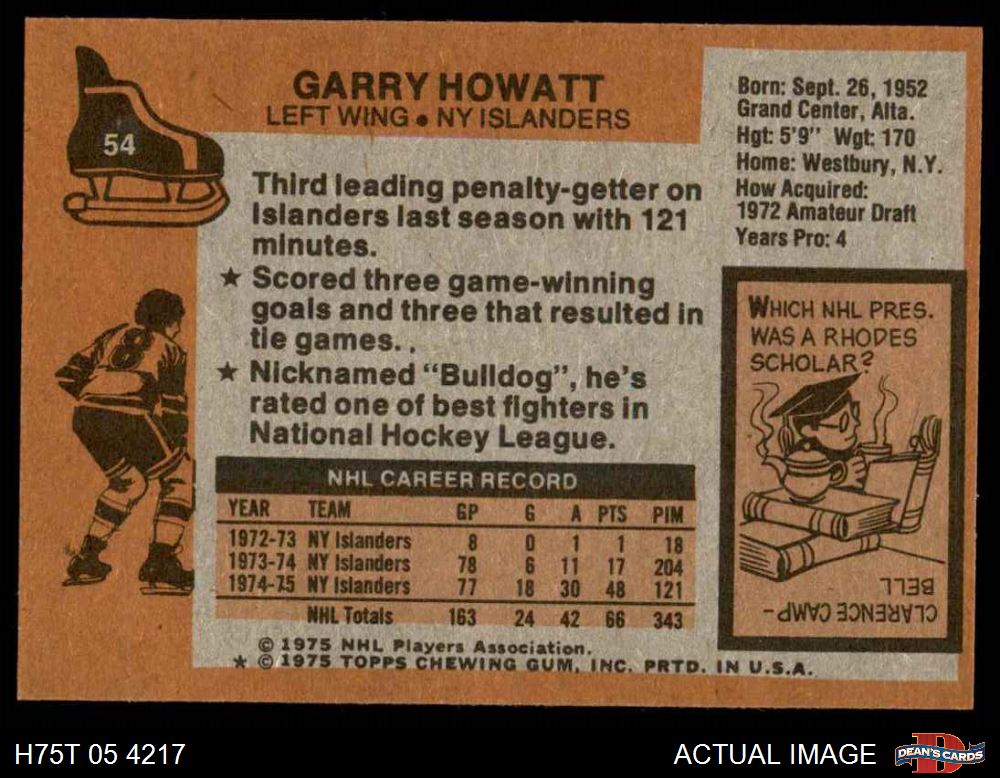 GARRY HOWATT
LEFT WING ● NY ISLANDERS
54
Born: Sept. 26, 1952
Grand Center, Alta.
Hgt: 5'9" Wgt: 170
Home: Westbury, N.Y.
How Acquired:
1972 Amateur Draft
Years Pro: 4
Third leading penalty-getter on
Islanders last season with 121
minutes.
★ Scored three game-winning
goals and three that resulted in
tie games. .
★ Nicknamed “Bulldog”, he's
rated one of best fighters in
National Hockey League.
8
WHICH NHL PRES.
WAS A RHODES
SCHOLAR?
CLARENCE CAMP-
BELL
NHL CAREER RECORD
YEAR TEAM GP G A PTS PIM
1972-73 NY Islanders 8 0 1 1 18
1973-74 NY Islanders 78 6 11 17 204
1974-75 NY Islanders 77 18 30 48 121
NHL Totals 163 24 42 66 343
© 1975 NHL Players Association.
★ © 1975 TOPPS CHEWING GUM, INC. PRTD. IN U.S.A.
H75T 05 4217
ACTUAL IMAGE
D
DEAN'S CARDS